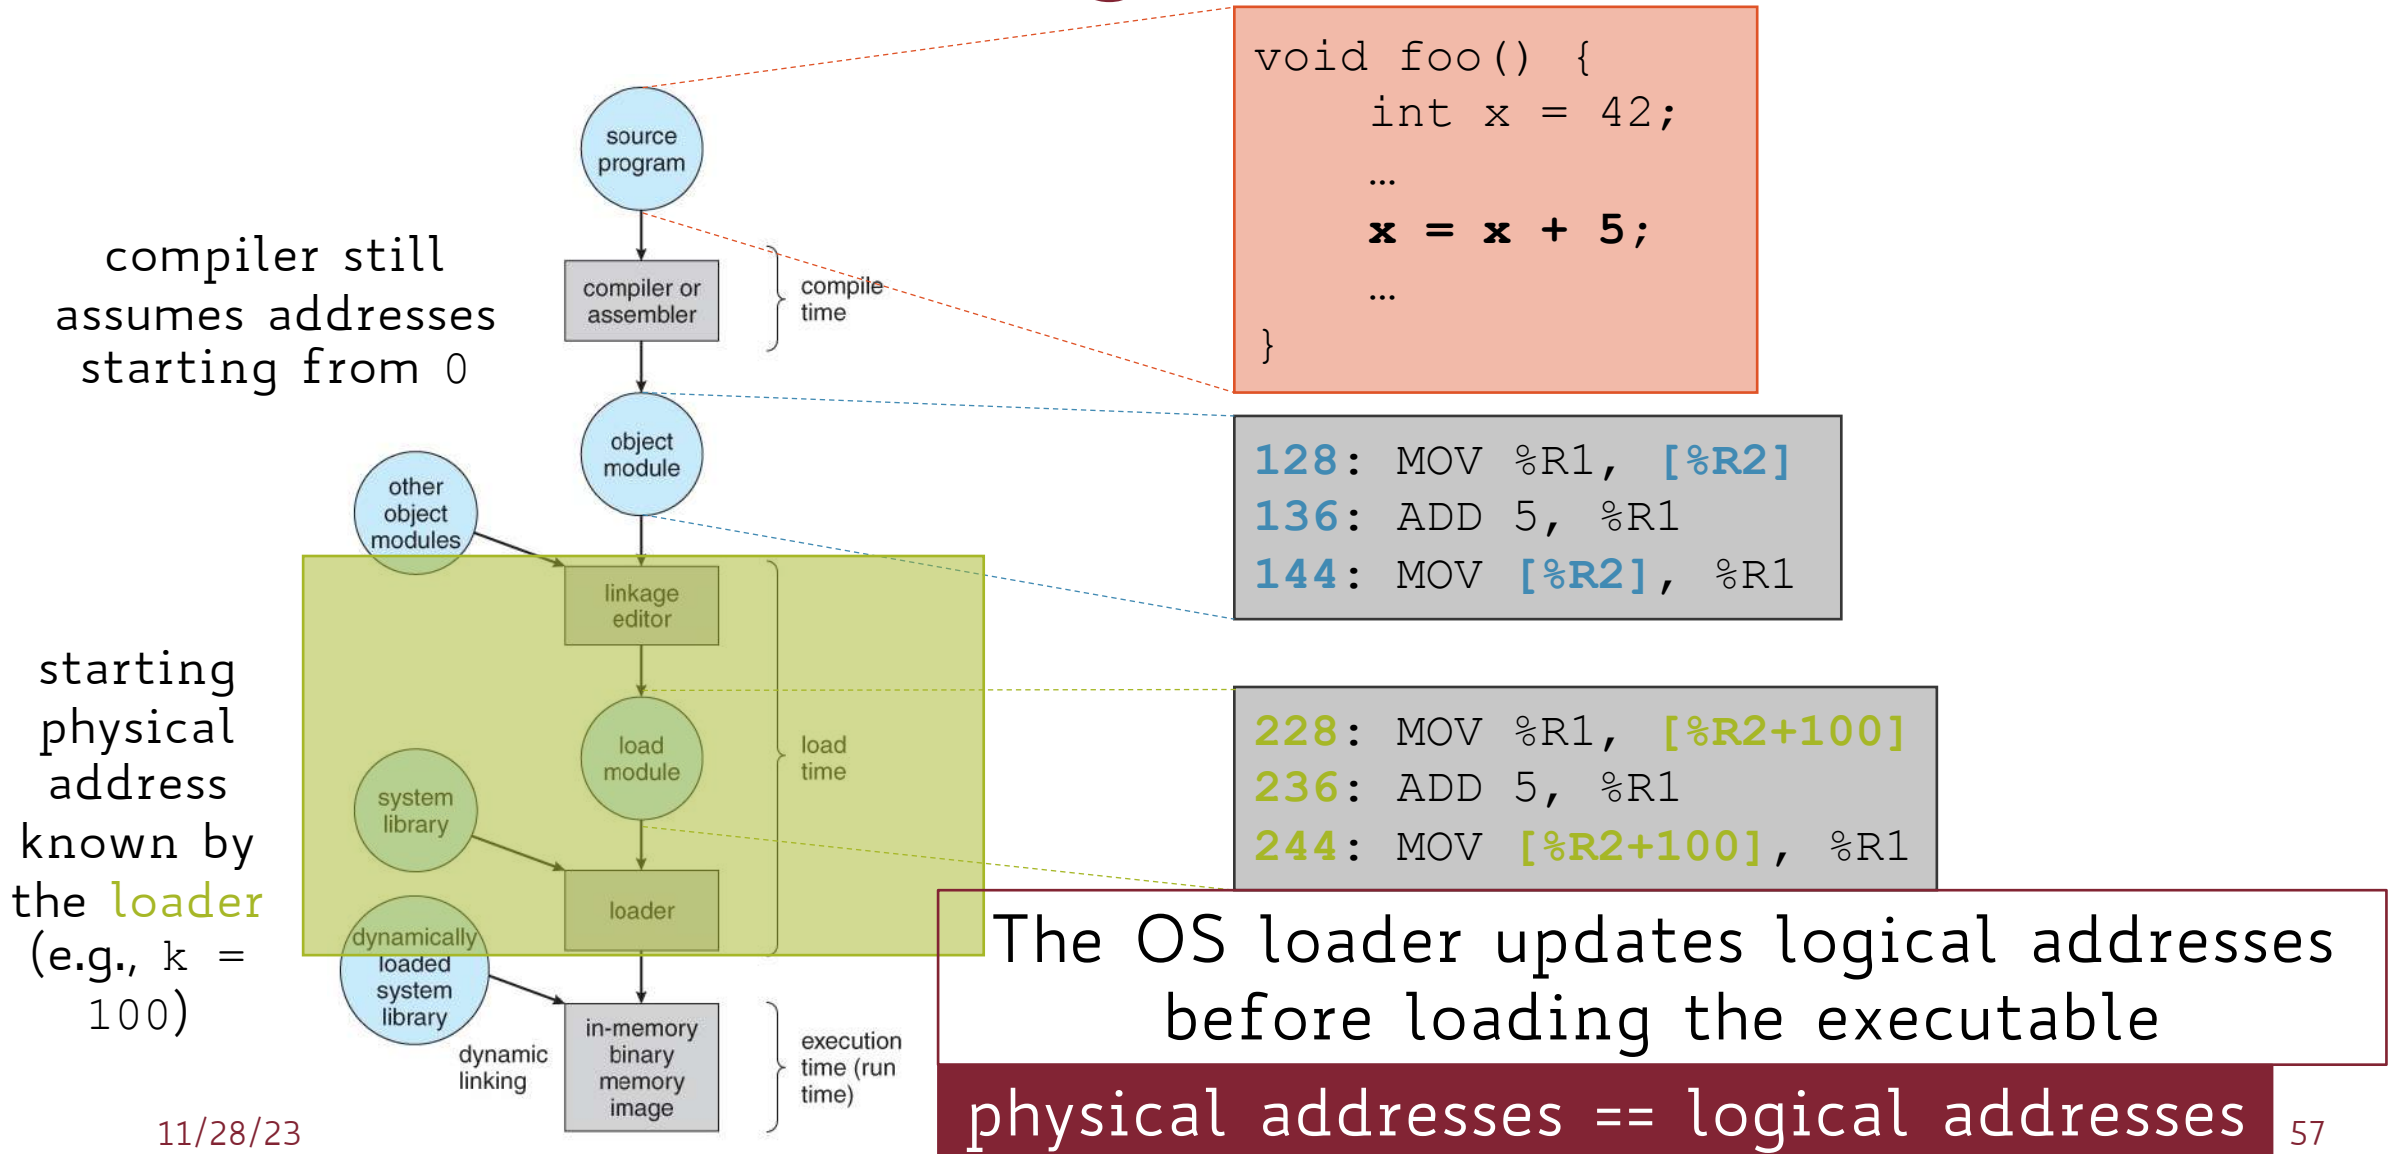 void foo() {
int x = 42;
…
x = x + 5;
…
}
source
program
compiler still
assumes addresses
starting from 0
compiler or
assembler
compile
time
object
module
128: MOV %R1, [%R2]
136: ADD 5, %R1
144: MOV [%R2], %R1
other
object
modules
linkage
editor
starting
physical
address
known by
the loader
(e.g., k =
100)
load
module
load
time
228: MOV %R1, [%R2+100]
236: ADD 5, %R1
244: MOV [%R2+100], %R1
system
library
loader
dynamically
loaded
system
library
The OS loader updates logical addresses
before loading the executable
dynamic
linking
in-memory
binary
memory
image
execution
time (run
time)
physical addresses == logical addresses
11/28/23
57